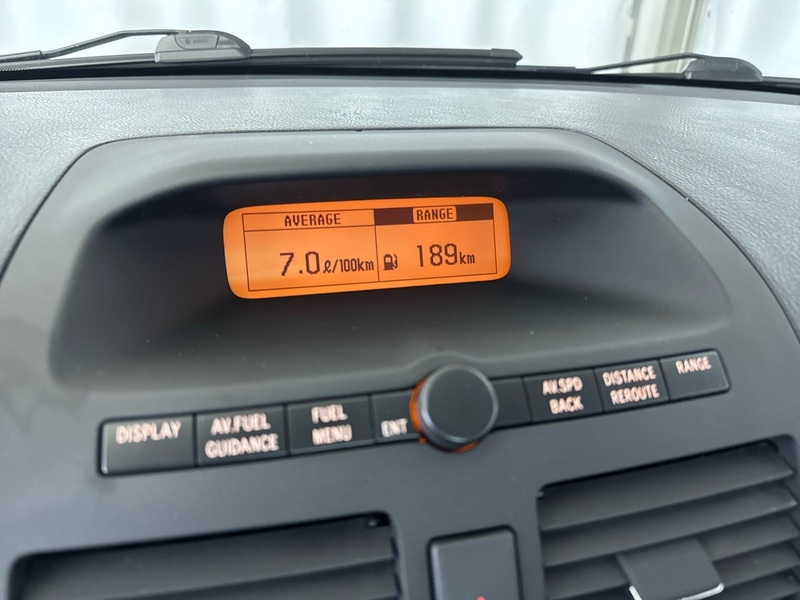 AVERAGE RANGE
7.0ℓ/100km 189km
DISPLAY
AV.FUEL
GUIDANCE
FUEL
MENU
ENT
AV.SPD
BACK
DISTANCE
REROUTE
RANGE